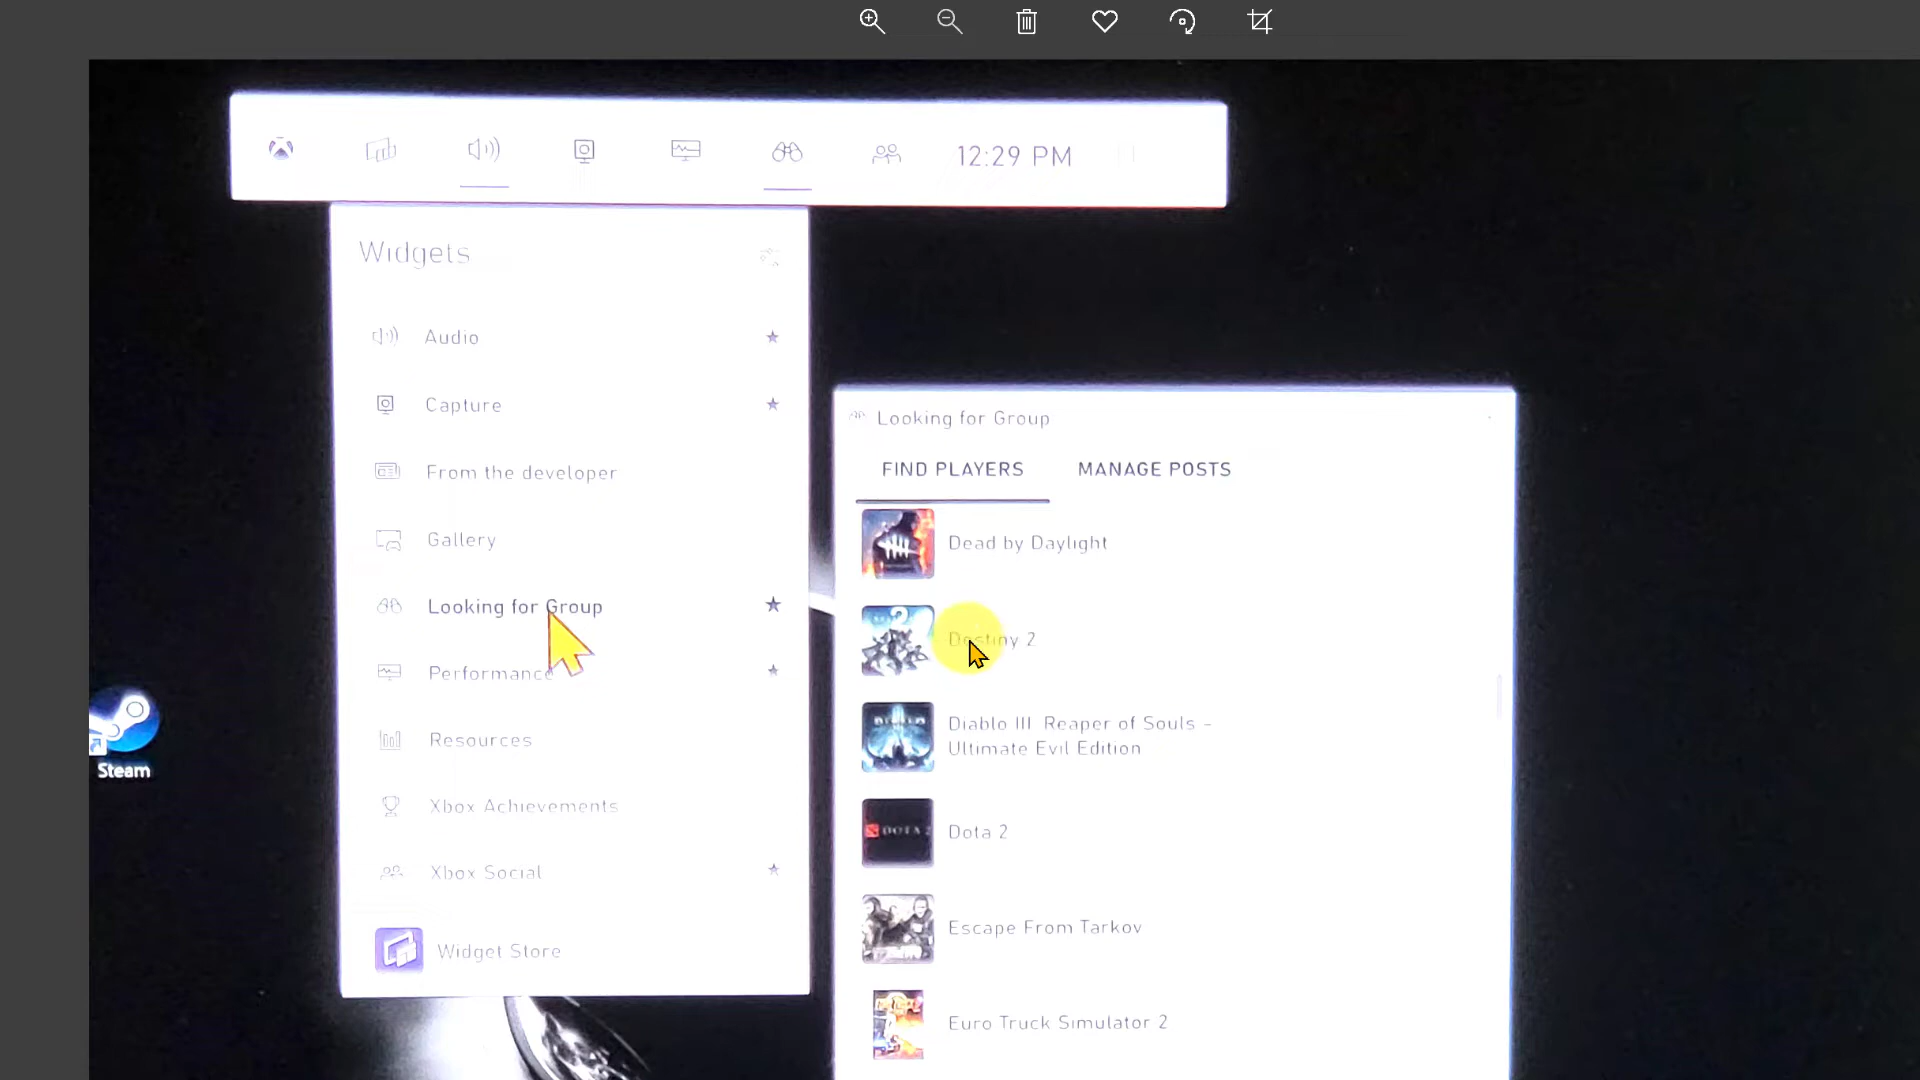 12:29 PM
Widgets
Audio
Capture
From the developer
Gallery
Looking for Group
Performance
Resources
Xbox Achievements
Xbox Social
Widget Store
Steam
Looking for Group
FIND PLAYERS MANAGE POSTS
Dead by Daylight
Destiny 2
Diablo III Reaper of Souls -
Ultimate Evil Edition
Dota 2
DOTA 2
Escape From Tarkov
Euro Truck Simulator 2